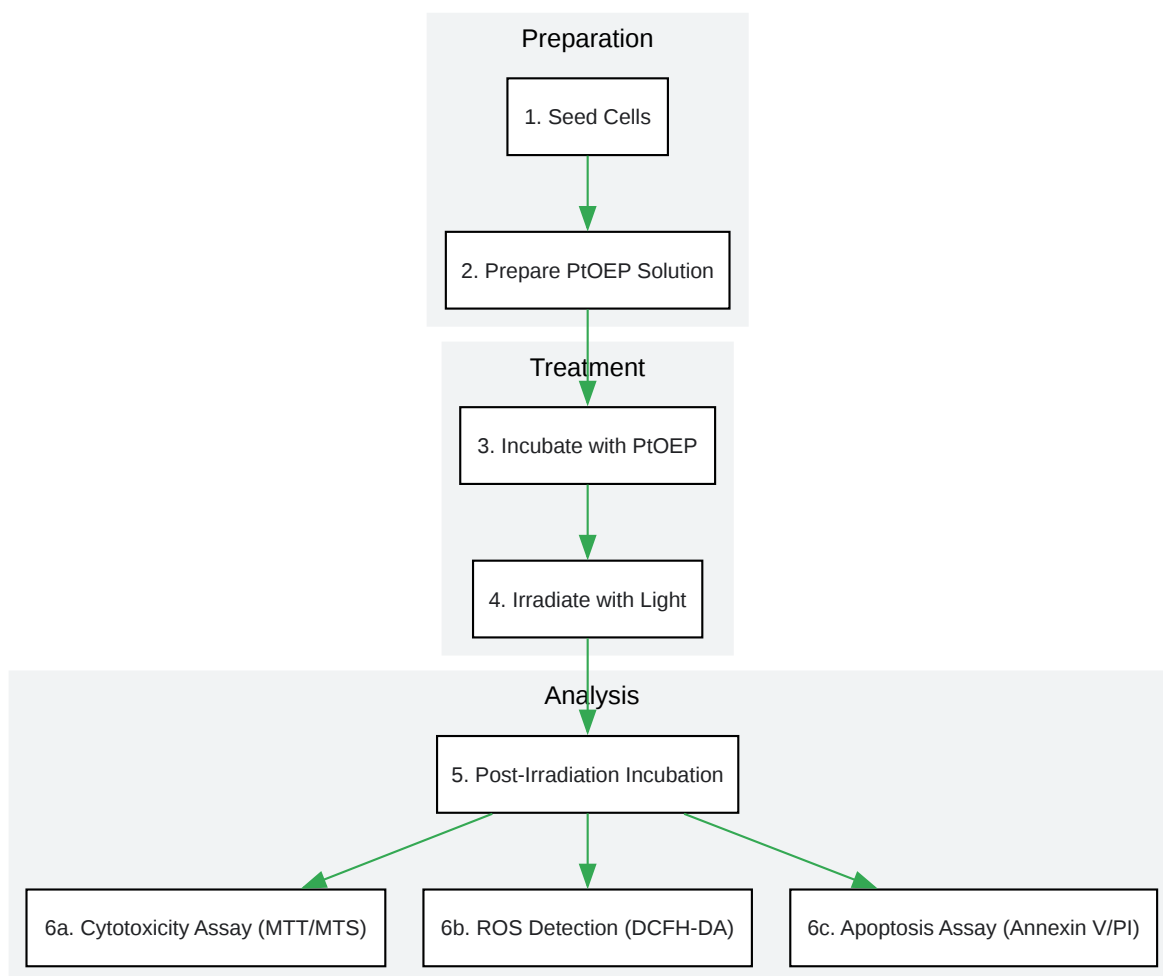 Preparation
1. Seed Cells
2. Prepare PtOEP Solution
Treatment
3. Incubate with PtOEP
4. Irradiate with Light
Analysis
5. Post-Irradiation Incubation
6a. Cytotoxicity Assay (MTT/MTS)
6b. ROS Detection (DCFH-DA)
6c. Apoptosis Assay (Annexin V/PI)